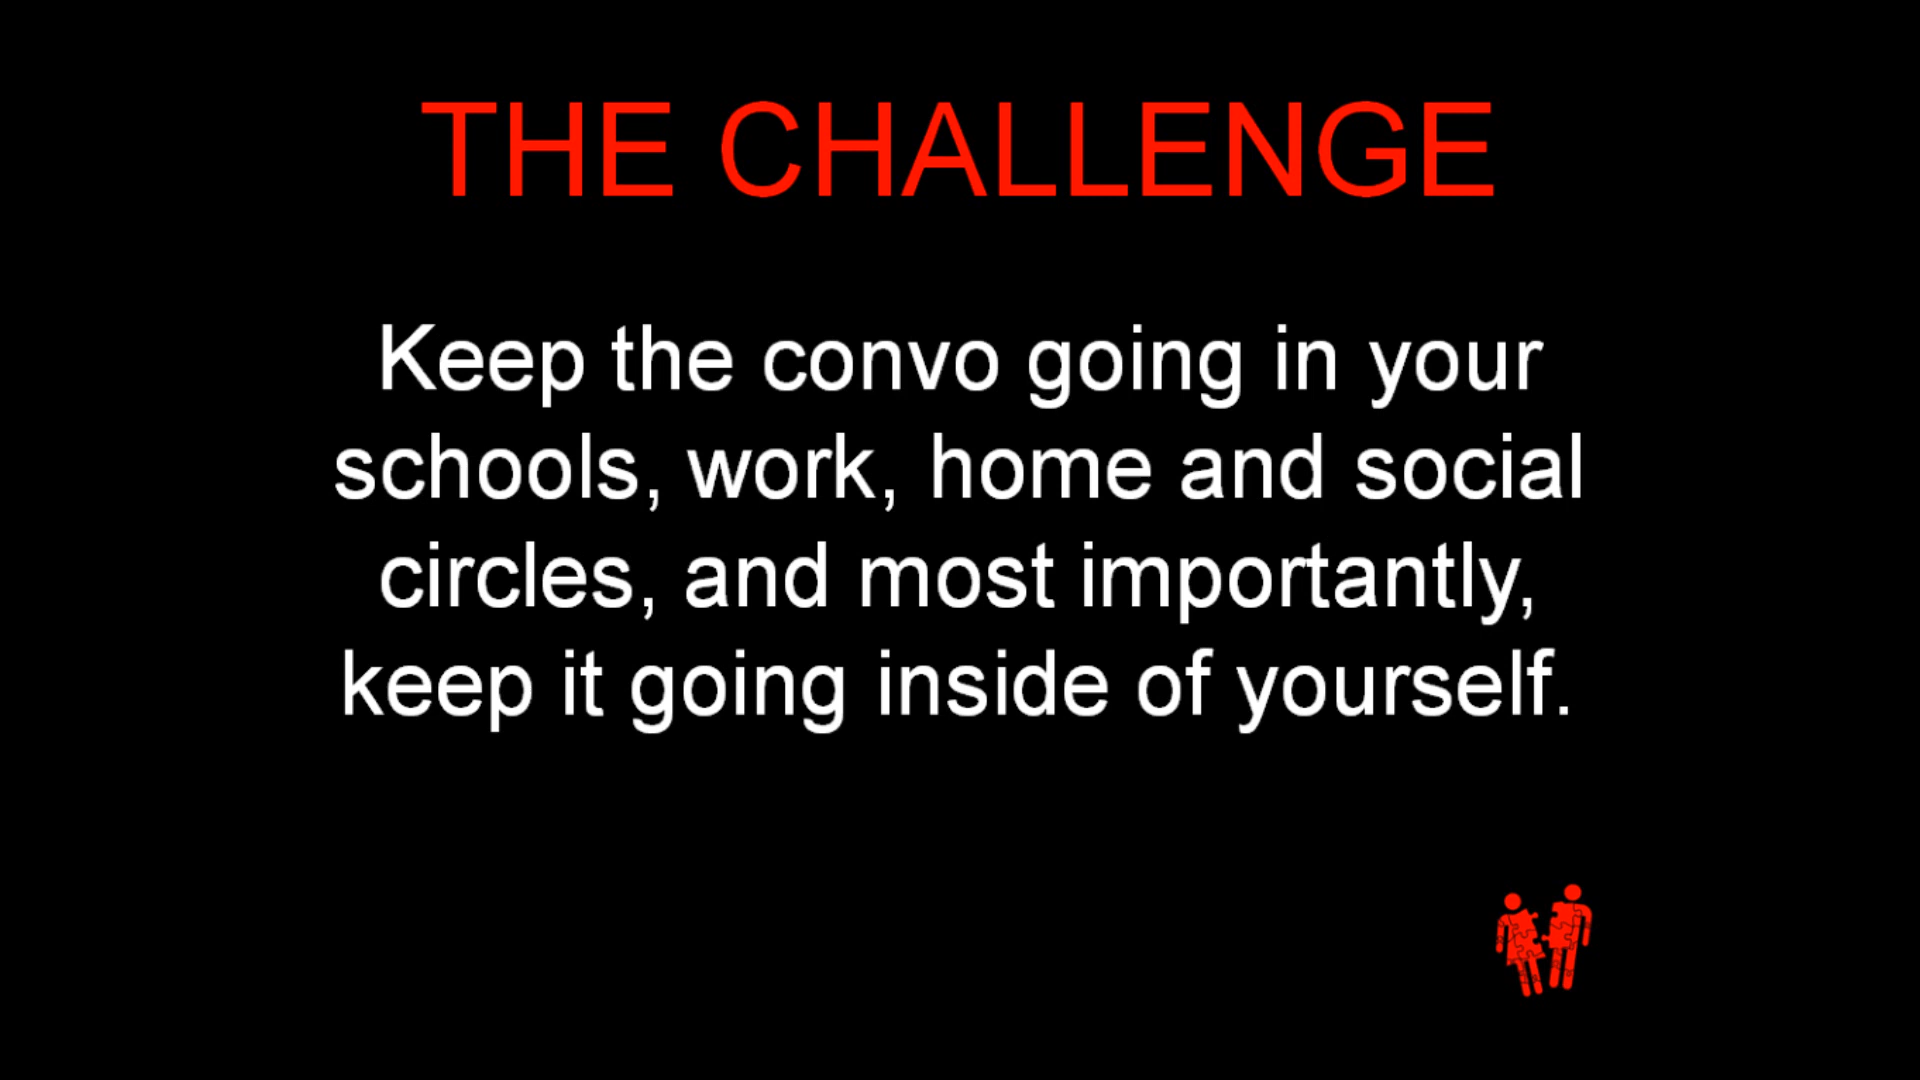 THE CHALLENGE
Keep the convo going in your
schools, work, home and social
circles, and most importantly,
keep it going inside of yourself.